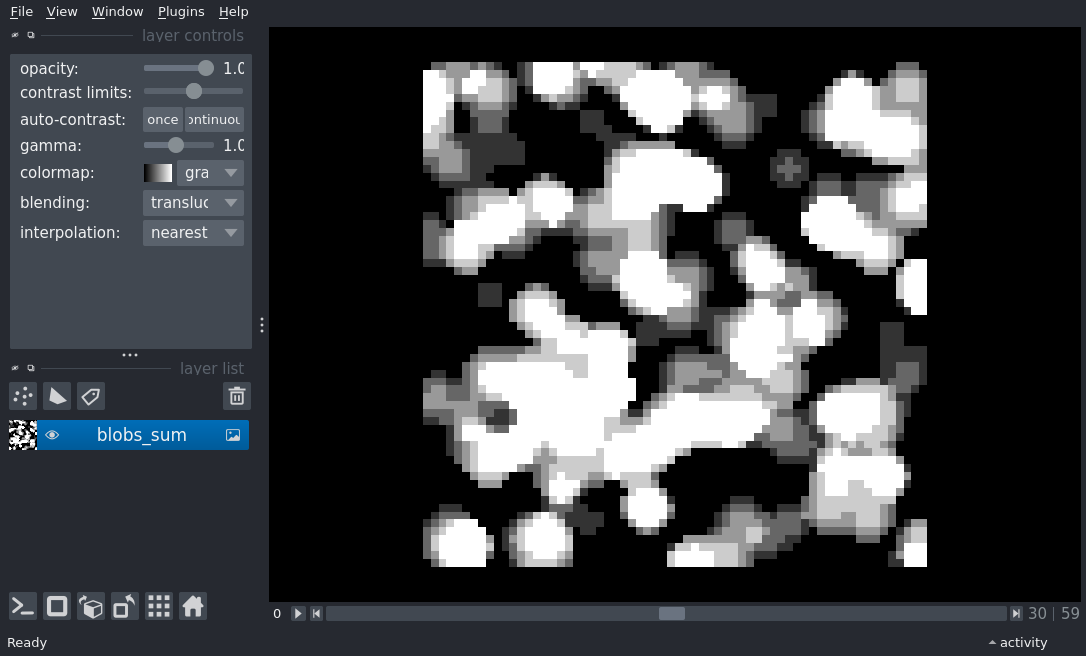 File View Window Plugins Help
layer controls
opacity: 1.0
contrast limits:
auto-contrast: once ontinuou
gamma: 1.0
colormap: gra
blending: transluc
interpolation: nearest
layer list
blobs_sum
0 30 | 59
Ready activity